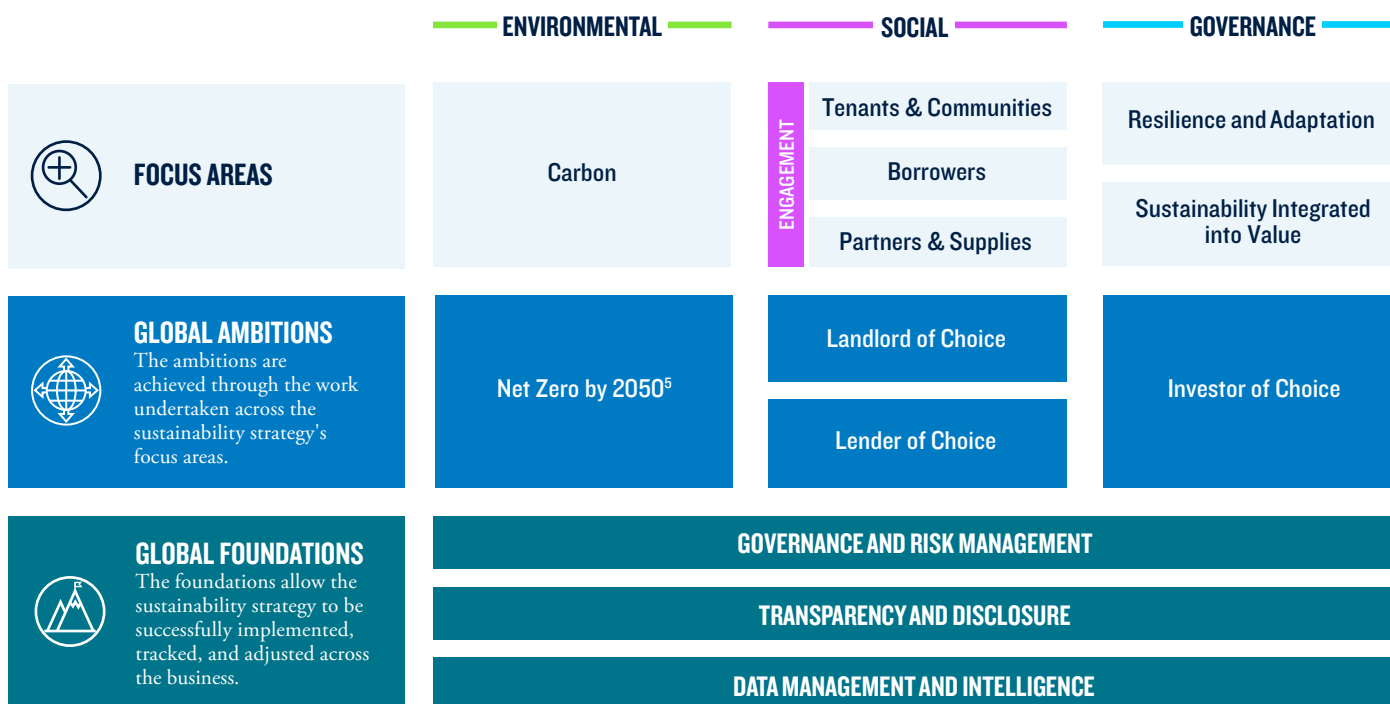 ENVIRONMENTAL
SOCIAL
GOVERNANCE
FOCUS AREAS
Carbon
ENGAGEMENT
Tenants & Communities
Borrowers
Partners & Supplies
Resilience and Adaptation
Sustainability Integrated
into Value
GLOBAL AMBITIONS
The ambitions are
achieved through the work
undertaken across the
sustainability strategy's
focus areas.
Net Zero by 2050⁵
Landlord of Choice
Lender of Choice
Investor of Choice
GLOBAL FOUNDATIONS
The foundations allow the
sustainability strategy to be
successfully implemented,
tracked, and adjusted across
the business.
GOVERNANCE AND RISK MANAGEMENT
TRANSPARENCY AND DISCLOSURE
DATA MANAGEMENT AND INTELLIGENCE